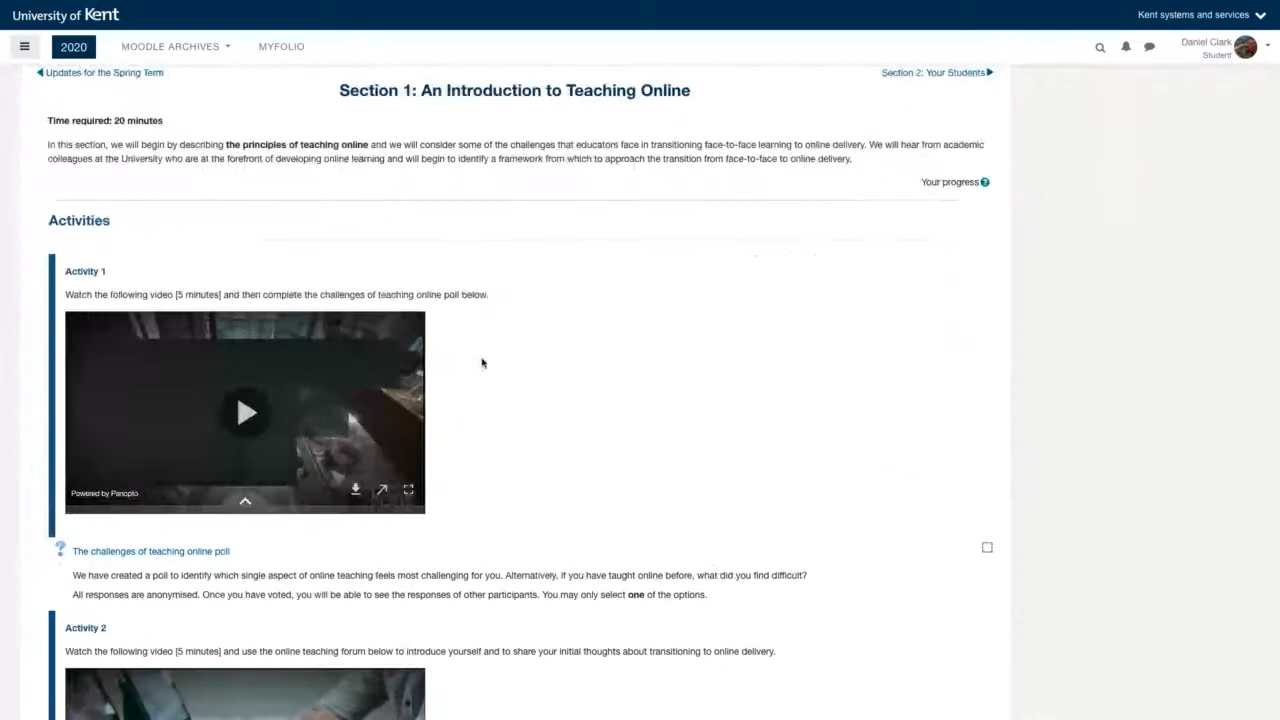 University of Kent
Kent systems and services
2020
MOODLE ARCHIVES
MYFOLIO
Daniel Clark
Student
Updates for the Spring Term
Section 2: Your Students
Section 1: An Introduction to Teaching Online
Time required: 20 minutes
In this section, we will begin by describing the principles of teaching online and we will consider some of the challenges that educators face in transitioning face-to-face learning to online delivery. We will hear from academic
colleagues at the University who are at the forefront of developing online learning and will begin to identify a framework from which to approach the transition from face-to-face to online delivery.
Your progress
Activities
Activity 1
Watch the following video [5 minutes] and then complete the challenges of teaching online poll below.
Powered by Panopto
The challenges of teaching online poll
We have created a poll to identify which single aspect of online teaching feels most challenging for you. Alternatively, if you have taught online before, what did you find difficult?
All responses are anonymised. Once you have voted, you will be able to see the responses of other participants. You may only select one of the options.
Activity 2
Watch the following video [5 minutes] and use the online teaching forum below to introduce yourself and to share your initial thoughts about transitioning to online delivery.